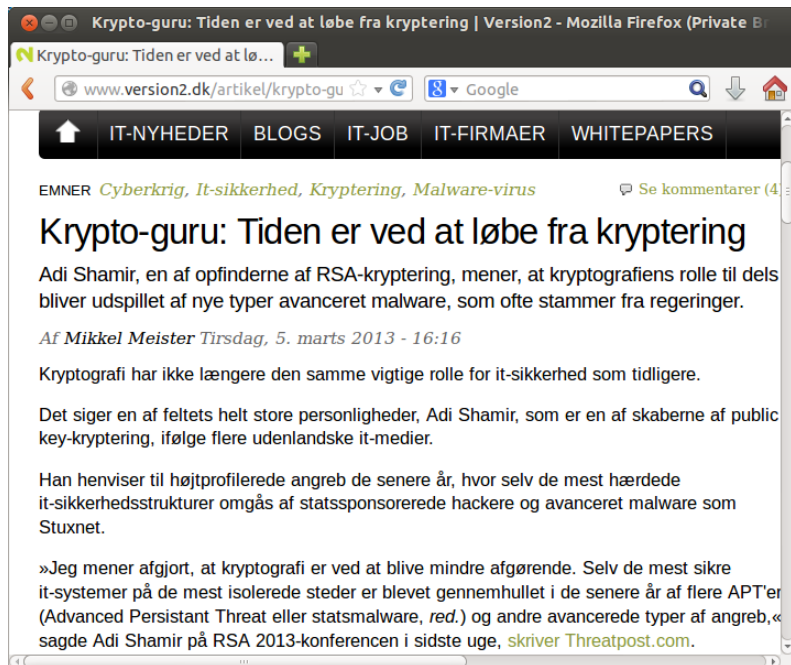 Krypto-guru: Tiden er ved at løbe fra kryptering | Version2 - Mozilla Firefox (Private Br
Krypto-guru: Tiden er ved at lø...
www.version2.dk/artikel/krypto-gu
Google
IT-NYHEDER BLOGS IT-JOB IT-FIRMAER WHITEPAPERS
EMNER Cyberkrig, It-sikkerhed, Kryptering, Malware-virus Se kommentarer (4)
Krypto-guru: Tiden er ved at løbe fra kryptering
Adi Shamir, en af opfinderne af RSA-kryptering, mener, at kryptografiens rolle til dels
bliver udspillet af nye typer avanceret malware, som ofte stammer fra regeringer.
Af Mikkel Meister Tirsdag, 5. marts 2013 - 16:16
Kryptografi har ikke længere den samme vigtige rolle for it-sikkerhed som tidligere.
Det siger en af feltets helt store personligheder, Adi Shamir, som er en af skaberne af public
key-kryptering, ifølge flere udenlandske it-medier.
Han henviser til højtprofilerede angreb de senere år, hvor selv de mest hærdede
it-sikkerhedsstrukturer omgås af statssponsorerede hackere og avanceret malware som
Stuxnet.
»Jeg mener afgjort, at kryptografi er ved at blive mindre afgørende. Selv de mest sikre
it-systemer på de mest isolerede steder er blevet gennemhullet i de senere år af flere APT'er
(Advanced Persistant Threat eller statsmalware, red.) og andre avancerede typer af angreb,«
sagde Adi Shamir på RSA 2013-konferencen i sidste uge, skriver Threatpost.com.